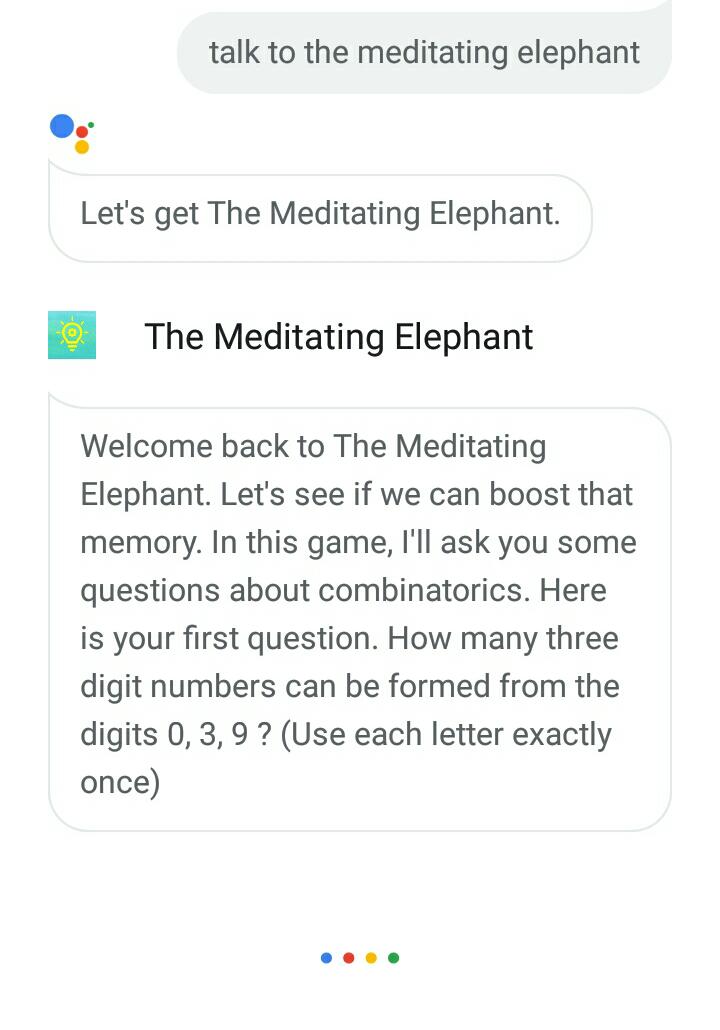 talk to the meditating elephant
Let's get The Meditating Elephant.
The Meditating Elephant
Welcome back to The Meditating
Elephant. Let's see if we can boost that
memory. In this game, I'll ask you some
questions about combinatorics. Here
is your first question. How many three
digit numbers can be formed from the
digits 0, 3, 9 ? (Use each letter exactly
once)